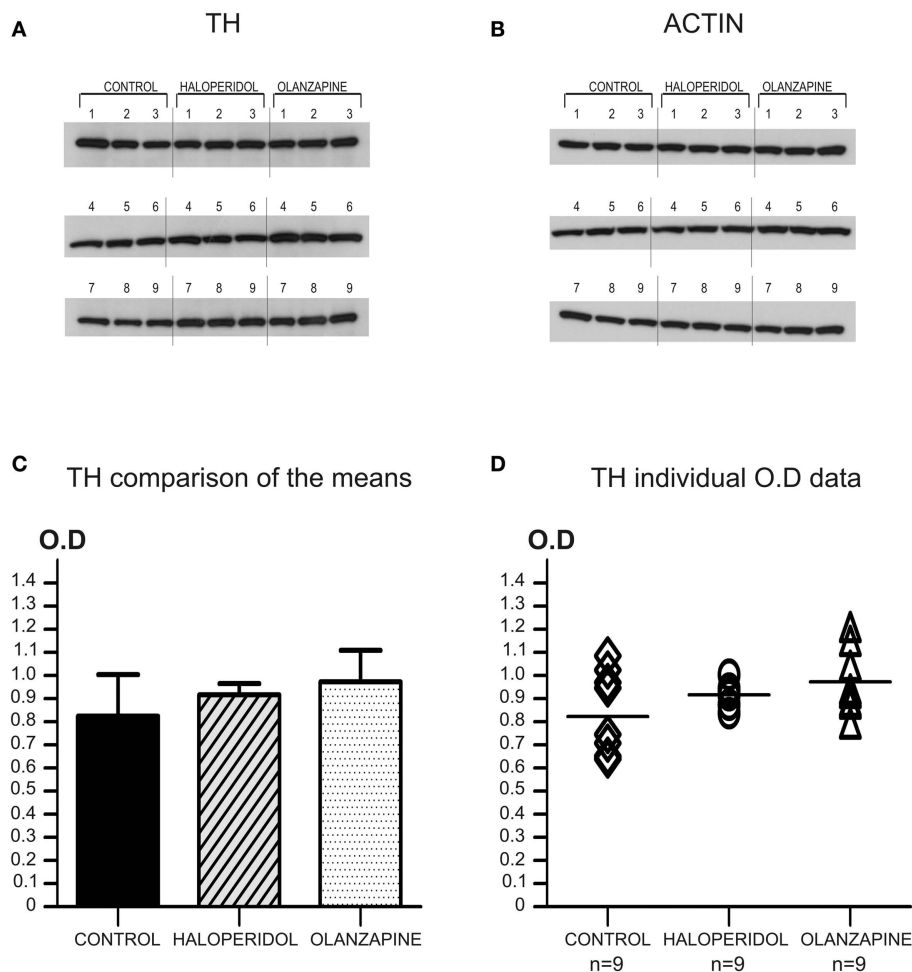 A TH
CONTROL HALOPERIDOL OLANZAPINE
1 2 3 1 2 3 1 2 3
4 5 6 4 5 6 4 5 6
7 8 9 7 8 9 7 8 9
B ACTIN
CONTROL HALOPERIDOL OLANZAPINE
1 2 3 1 2 3 1 2 3
4 5 6 4 5 6 4 5 6
7 8 9 7 8 9 7 8 9
C TH comparison of the means
O.D
1.4
1.3
1.2
1.1
1.0
0.9
0.8
0.7
0.6
0.5
0.4
0.3
0.2
0.1
0
CONTROL HALOPERIDOL OLANZAPINE
D TH individual O.D data
O.D
1.4
1.3
1.2
1.1
1.0
0.9
0.8
0.7
0.6
0.5
0.4
0.3
0.2
0.1
0
CONTROL HALOPERIDOL OLANZAPINE
n=9 n=9 n=9